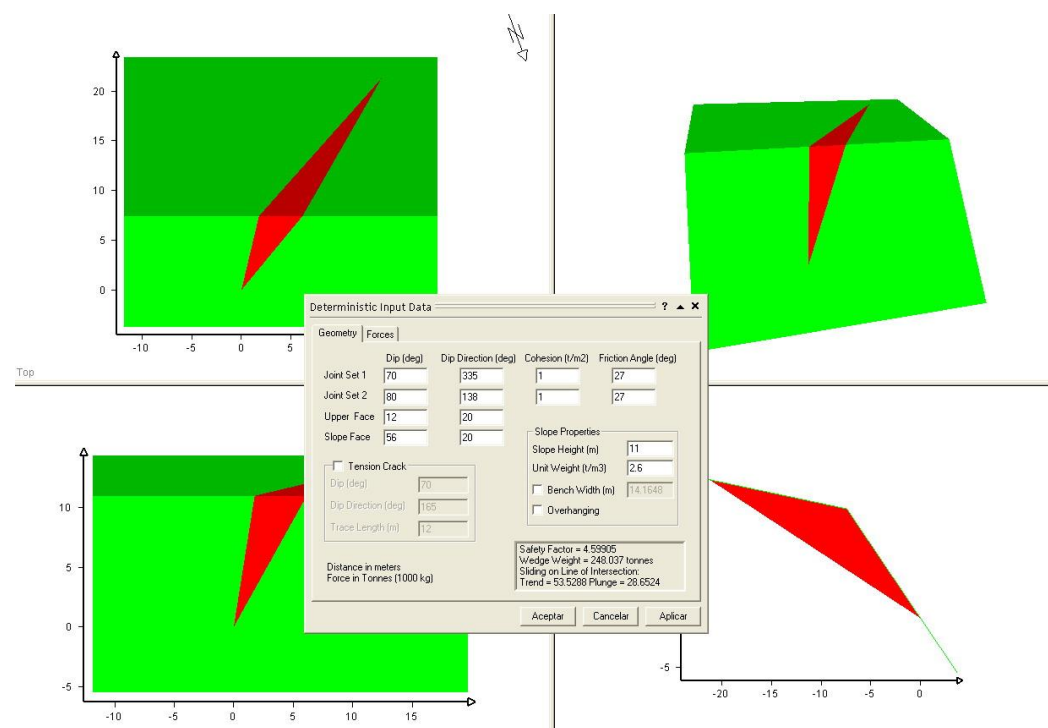 N
20
15
10
5
0
-10 -5 0 5
Top
Deterministic Input Data ? 
Geometry Forces
Dip (deg) Dip Direction (deg) Cohesion (t/m2) Friction Angle (deg)
Joint Set 1 70 335 1 27
Joint Set 2 80 138 1 27
Upper Face 12 20
Slope Face 56 20
Slope Properties
Slope Height (m) 11
Unit Weight (t/m3) 2.6
Bench Width (m) 14.1648
Overhanging
Tension Crack
Dip (deg) 70
Dip Direction (deg) 165
Trace Length (m) 12
Distance in meters
Force in Tonnes (1000 kg)
Safety Factor = 4.59905
Wedge Weight = 248.037 tonnes
Sliding on Line of Intersection:
Trend = 53.5288 Plunge = 28.6524
Aceptar Cancelar Aplicar
10
5
0
-5
-10 -5 0 5 10 15
-5
-20 -15 -10 -5 0